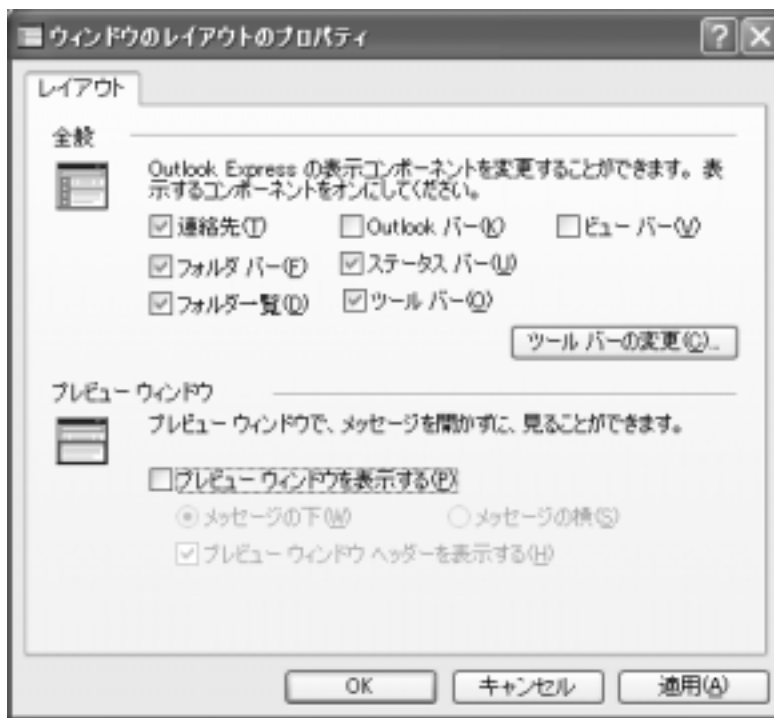 ウィンドウのレイアウトのプロパティ
レイアウト
全般
Outlook Express の表示コンポーネントを変更することができます。表
示するコンポーネントをオンにしてください。
連絡先(T) Outlook バー(K) ビュー バー(V)
フォルダ バー(F) ステータス バー(U)
フォルダ一覧(D) ツール バー(O)
ツール バーの変更(C)...
プレビュー ウィンドウ
プレビュー ウィンドウで、メッセージを開かずに、見ることができます。
プレビュー ウィンドウを表示する(P)
メッセージの下(W) メッセージの横(S)
プレビュー ウィンドウ ヘッダーを表示する(H)
OK キャンセル 適用(A)